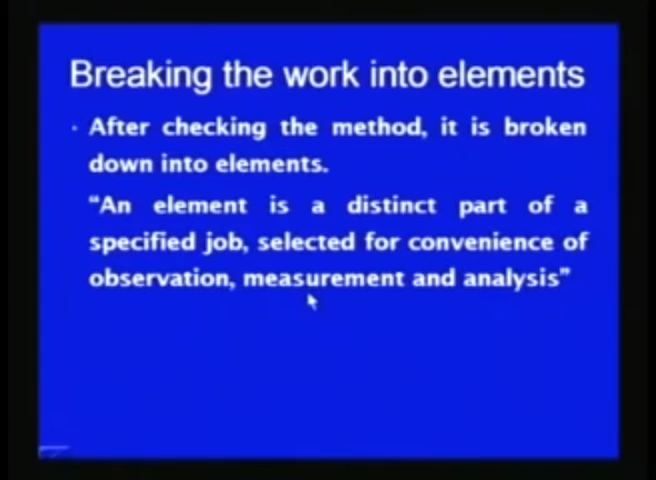 Breaking the work into elements
• After checking the method, it is broken
down into elements.
“An element is a distinct part of a
specified job, selected for convenience of
observation, measurement and analysis”